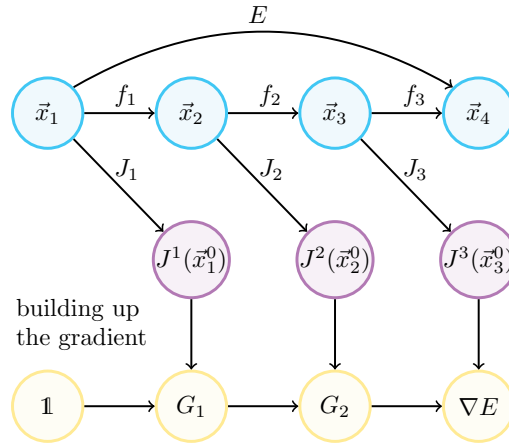 E
f₁ f₂ f₃
x⃗₁ x⃗₂ x⃗₃ x⃗₄
J₁ J₂ J₃
J¹(x⃗₁⁰) J²(x⃗₂⁰) J³(x⃗₃⁰)
building up
the gradient
𝟙 G₁ G₂ ∇E